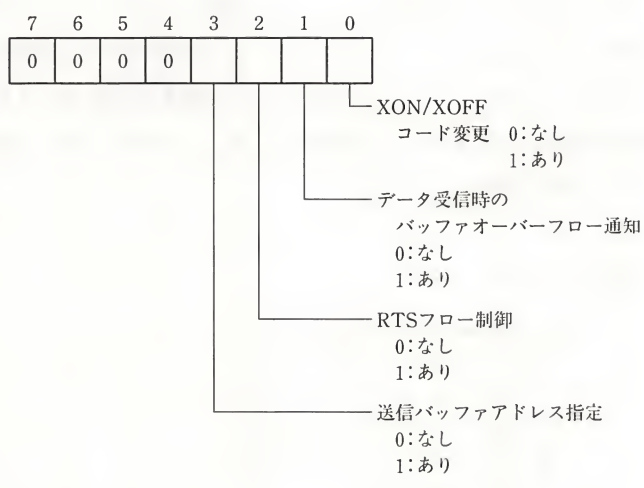 7 6 5 4 3 2 1 0
0 0 0 0
XON/XOFF
コード変更 0:なし
1:あり
データ受信時の
バッファオーバーフロー通知
0:なし
1:あり
RTSフロー制御
0:なし
1:あり
送信バッファアドレス指定
0:なし
1:あり